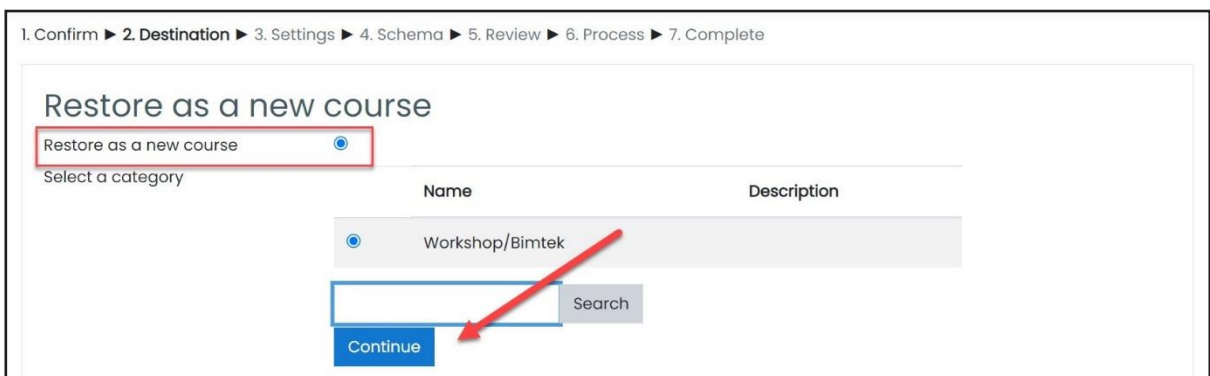 1. Confirm ► 2. Destination ► 3. Settings ► 4. Schema ► 5. Review ► 6. Process ► 7. Complete
Restore as a new course
Restore as a new course
Select a category
Name Description
Workshop/Bimtek
Search
Continue